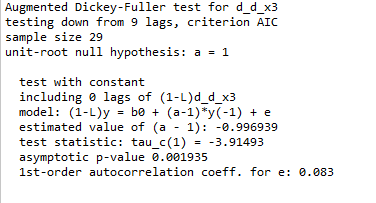 Augmented Dickey-Fuller test for d_d_x3
testing down from 9 lags, criterion AIC
sample size 29
unit-root null hypothesis: a = 1
test with constant
including 0 lags of (1-L)d_d_x3
model: (1-L)y = b0 + (a-1)*y(-1) + e
estimated value of (a - 1): -0.996939
test statistic: tau_c(1) = -3.91493
asymptotic p-value 0.001935
1st-order autocorrelation coeff. for e: 0.083